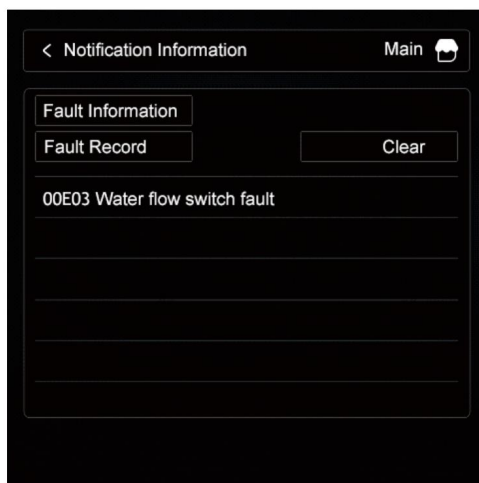 < Notification Information Main
Fault Information
Fault Record Clear
00E03 Water flow switch fault